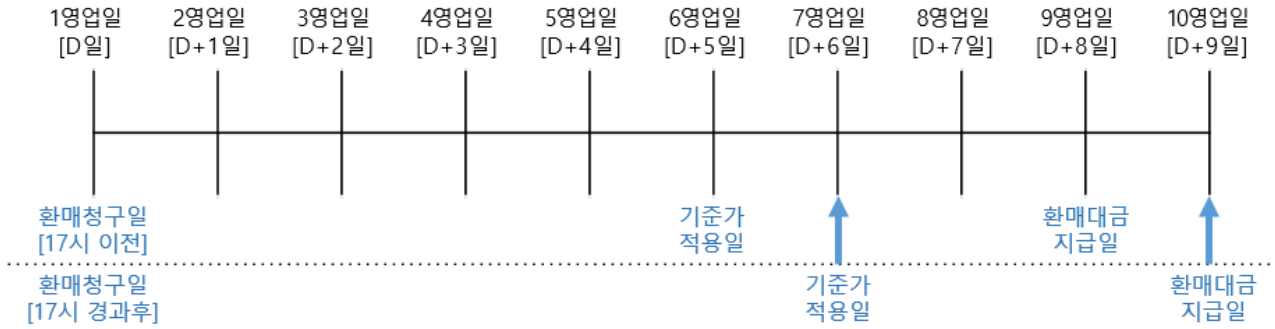 1영업일 2영업일 3영업일 4영업일 5영업일 6영업일 7영업일 8영업일 9영업일 10영업일
[D일] [D+1일] [D+2일] [D+3일] [D+4일] [D+5일] [D+6일] [D+7일] [D+8일] [D+9일]
환매청구일 기준가 환매대금
[17시 이전] 적용일 지급일
환매청구일 기준가 환매대금
[17시 경과후] 적용일 지급일